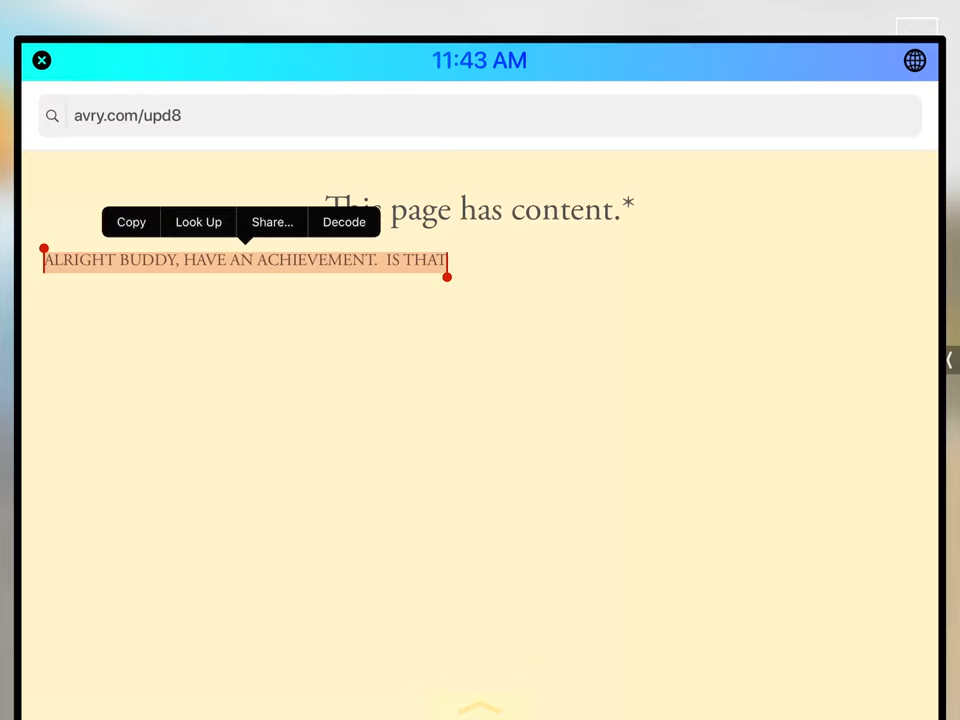 11:43 AM
avry.com/upd8
This page has content.*
Copy Look Up Share... Decode
ALRIGHT BUDDY, HAVE AN ACHIEVEMENT.  IS THAT